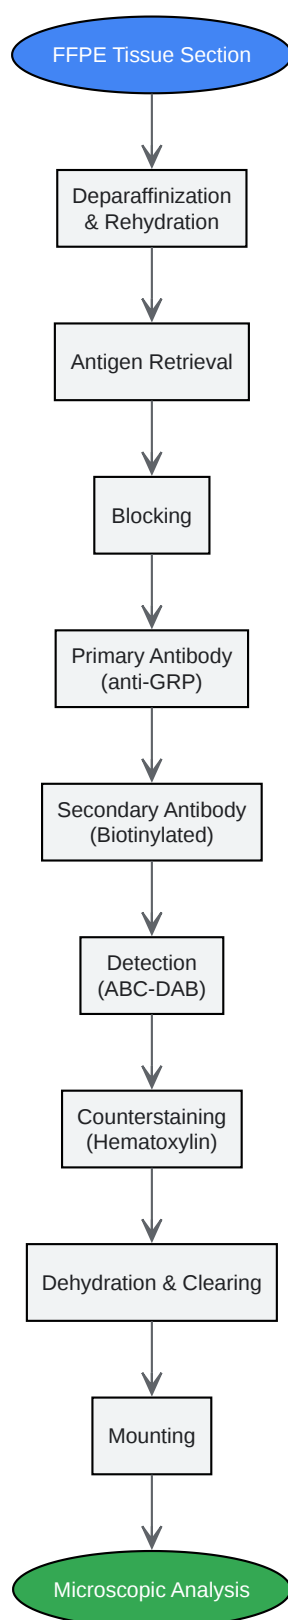 FFPE Tissue Section
Deparaffinization
& Rehydration
Antigen Retrieval
Blocking
Primary Antibody
(anti-GRP)
Secondary Antibody
(Biotinylated)
Detection
(ABC-DAB)
Counterstaining
(Hematoxylin)
Dehydration & Clearing
Mounting
Microscopic Analysis